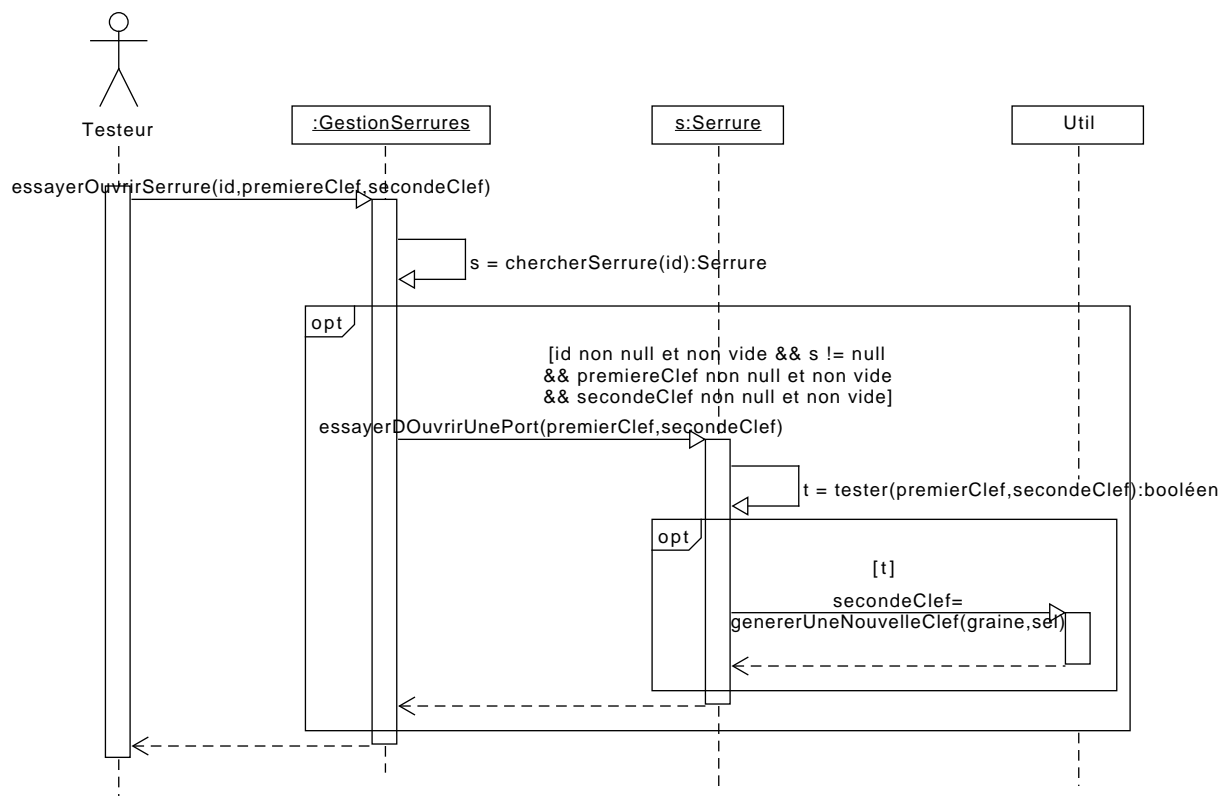 Testeur
:GestionSerrures
s:Serrure
Util
essayerOuvrirSerrure(id,premiereClef,secondeClef)
s = chercherSerrure(id):Serrure
opt
[id non null et non vide && s != null
&& premiereClef non null et non vide
&& secondeClef non null et non vide]
essayerDOuvrirUnePort(premierClef,secondeClef)
t = tester(premierClef,secondeClef):booléen
opt
[t]
secondeClef=
genererUneNouvelleClef(graine,sel)